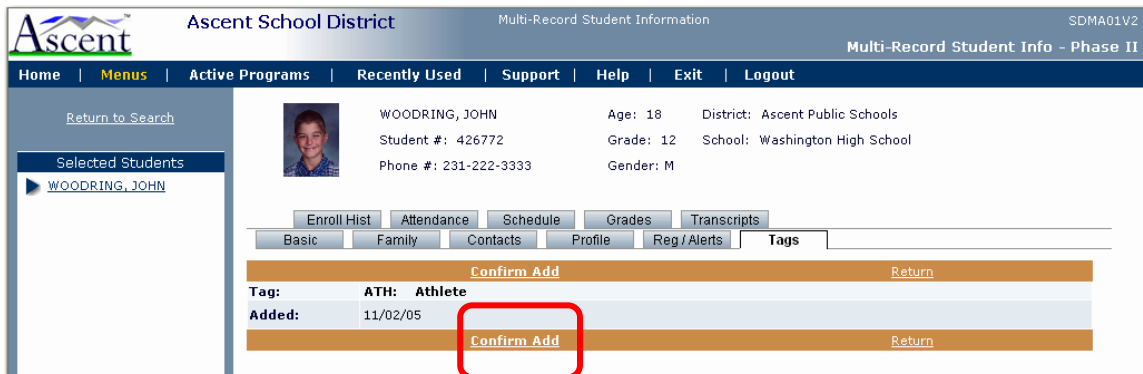 Ascent™ Ascent School District Multi-Record Student Information SDMA01V2
Multi-Record Student Info - Phase II
Home | Menus | Active Programs | Recently Used | Support | Help | Exit | Logout
Return to Search
Selected Students
WOODRING, JOHN
WOODRING, JOHN Age: 18 District: Ascent Public Schools
Student #: 426772 Grade: 12 School: Washington High School
Phone #: 231-222-3333 Gender: M
Enroll Hist Attendance Schedule Grades Transcripts
Basic Family Contacts Profile Reg / Alerts Tags
Confirm Add Return
Tag: ATH: Athlete
Added: 11/02/05
Confirm Add Return